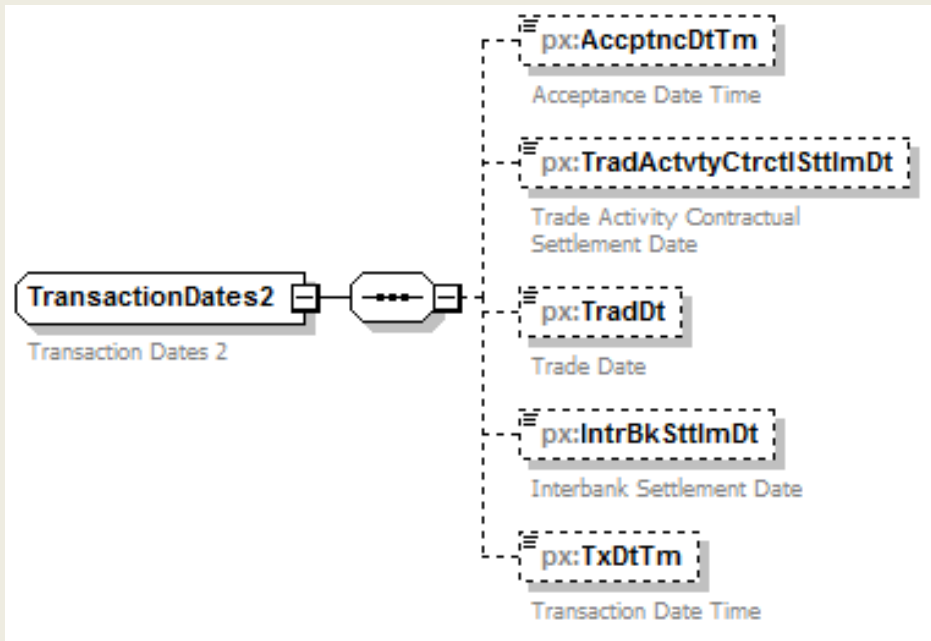 px:AccptncDtTm
Acceptance Date Time
px:TradActvtyCtrctlSttlmDt
Trade Activity Contractual
Settlement Date
TransactionDates2
Transaction Dates 2
px:TradDt
Trade Date
px:IntrBkSttlmDt
Interbank Settlement Date
px:TxDtTm
Transaction Date Time